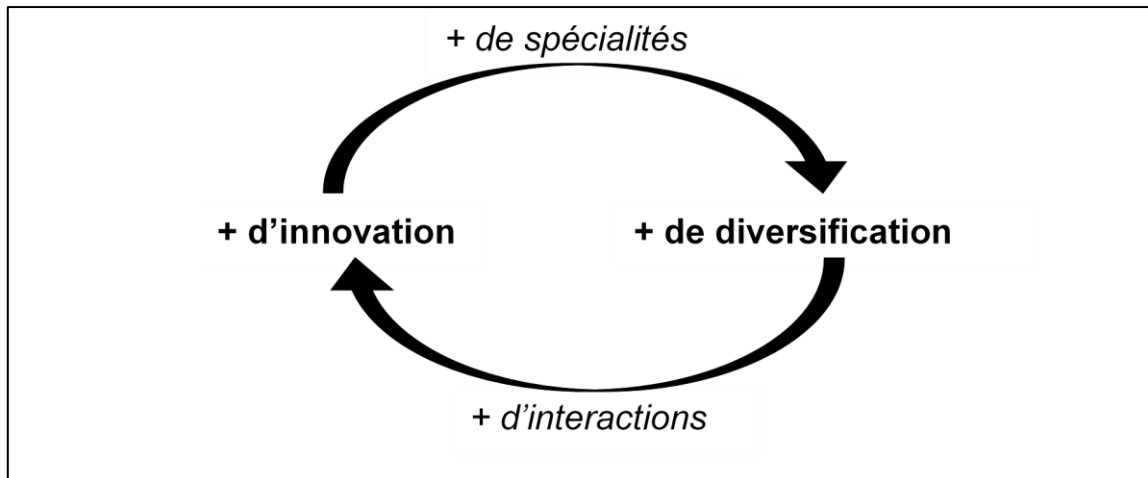 + de spécialités
+ d’innovation
+ de diversification
+ d’interactions